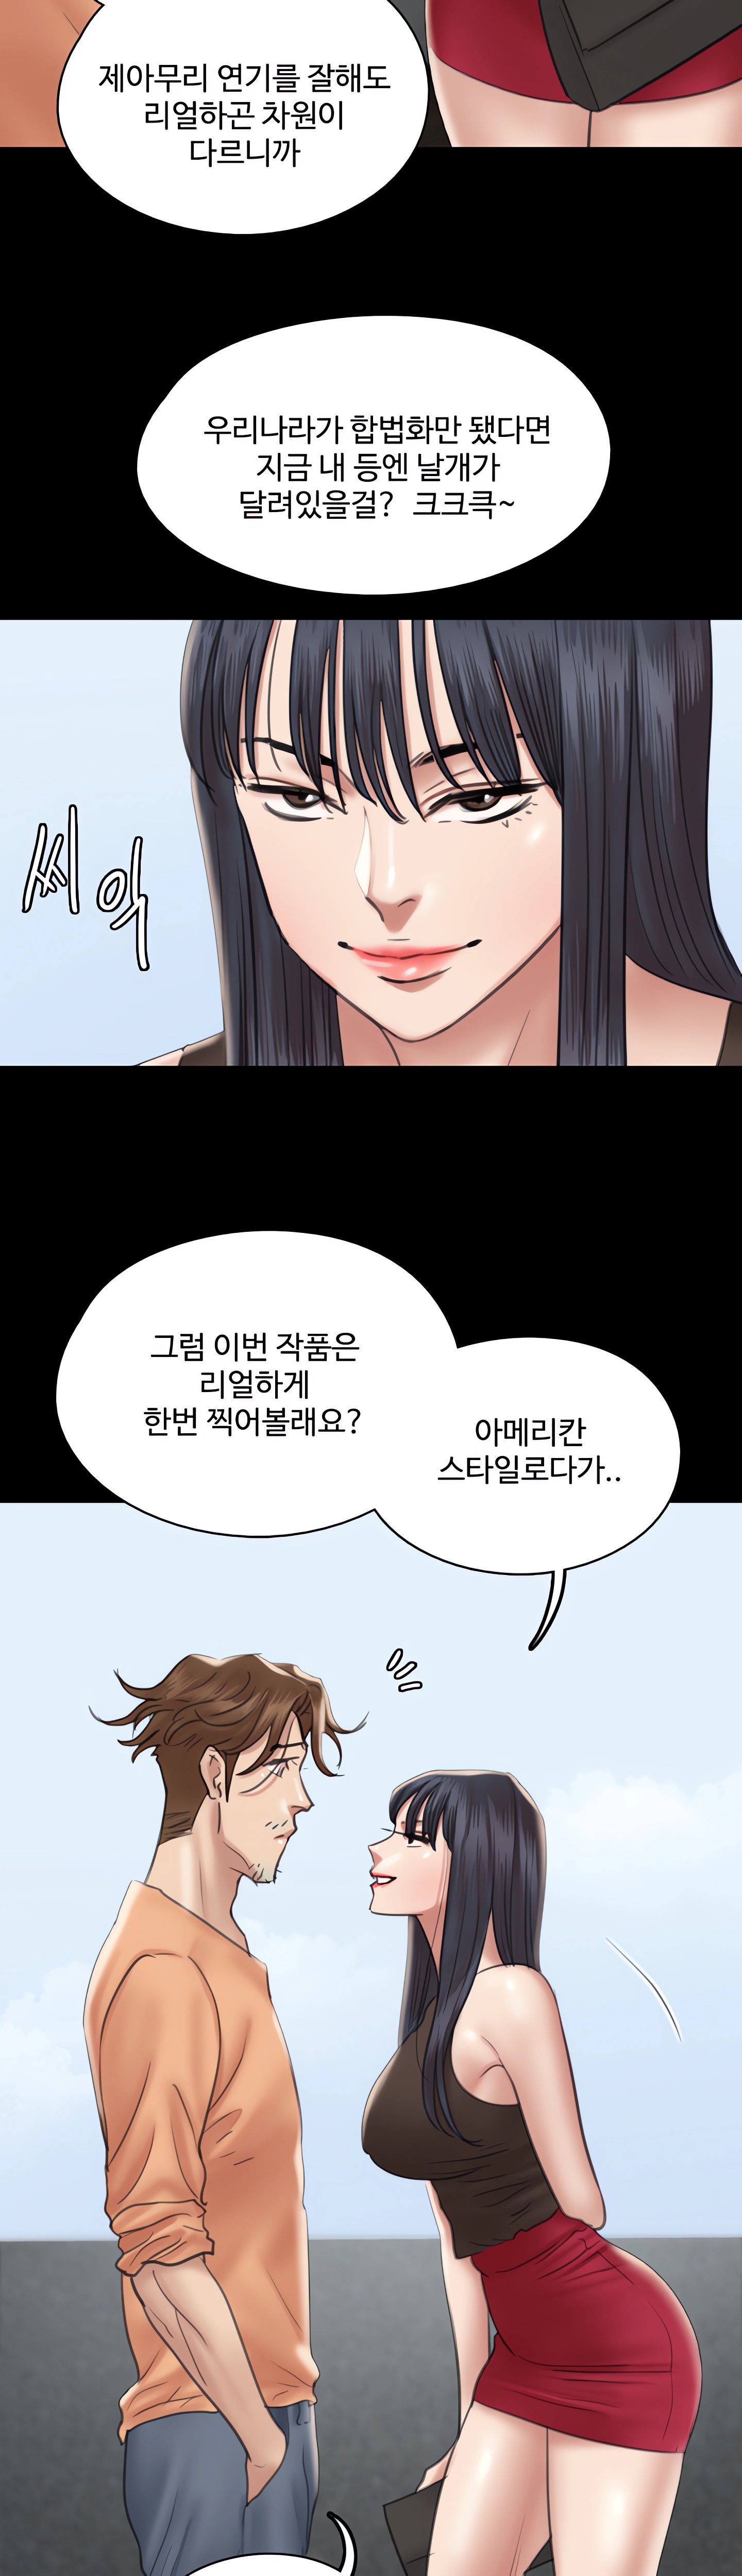 제아무리 연기를 잘해도
리얼하곤 차원이
다르니까
우리나라가 합법화만 됐다면
지금 내 등엔 날개가
달려있을걸? 크크큭~
씨익
그럼 이번 작품은
리얼하게
한번 찍어볼래요?
아메리칸
스타일로다가..